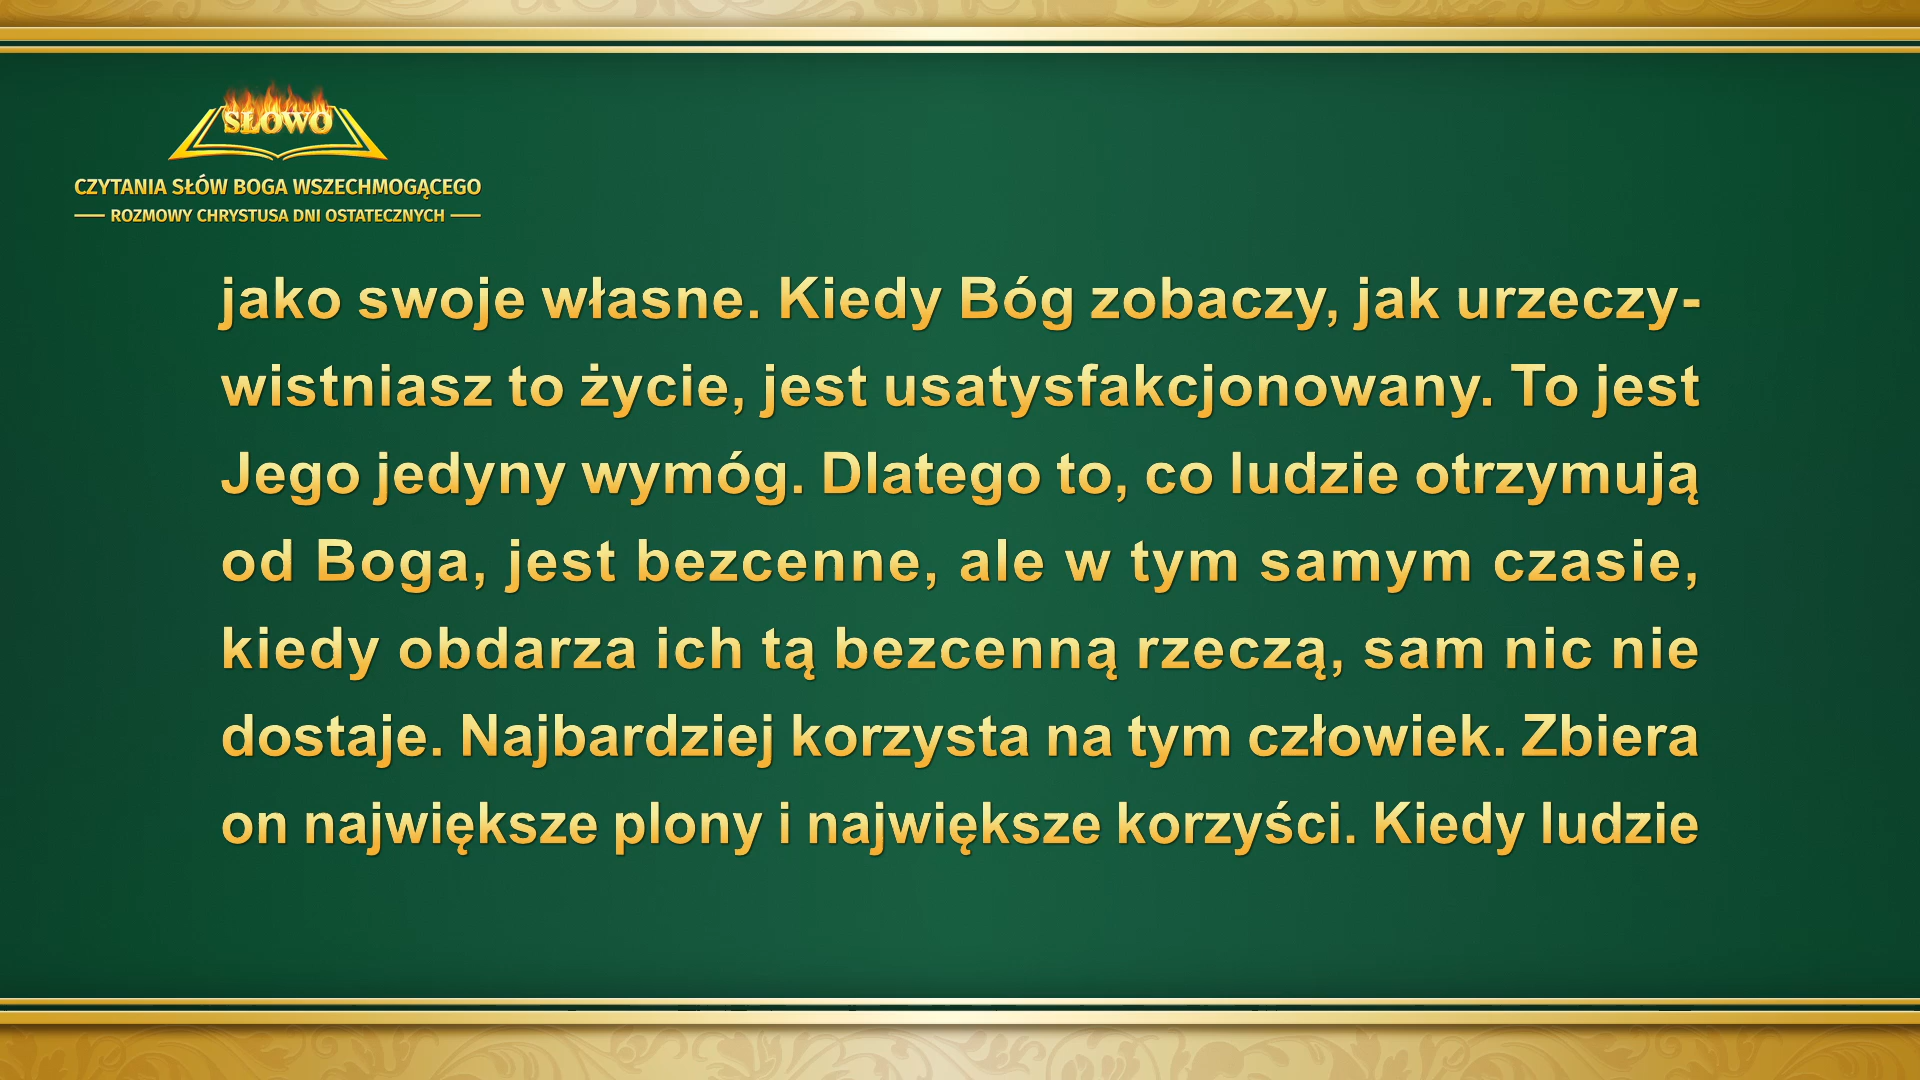 SŁOWO
CZYTANIA SŁÓW BOGA WSZECHMOGĄCEGO
ROZMOWY CHRYSTUSA DNI OSTATECZNYCH
jako swoje własne. Kiedy Bóg zobaczy, jak urzeczy-
wistniasz to życie, jest usatysfakcjonowany. To jest
Jego jedyny wymóg. Dlatego to, co ludzie otrzymują
od Boga, jest bezcenne, ale w tym samym czasie,
kiedy obdarza ich tą bezcenną rzeczą, sam nic nie
dostaje. Najbardziej korzysta na tym człowiek. Zbiera
on największe plony i największe korzyści. Kiedy ludzie